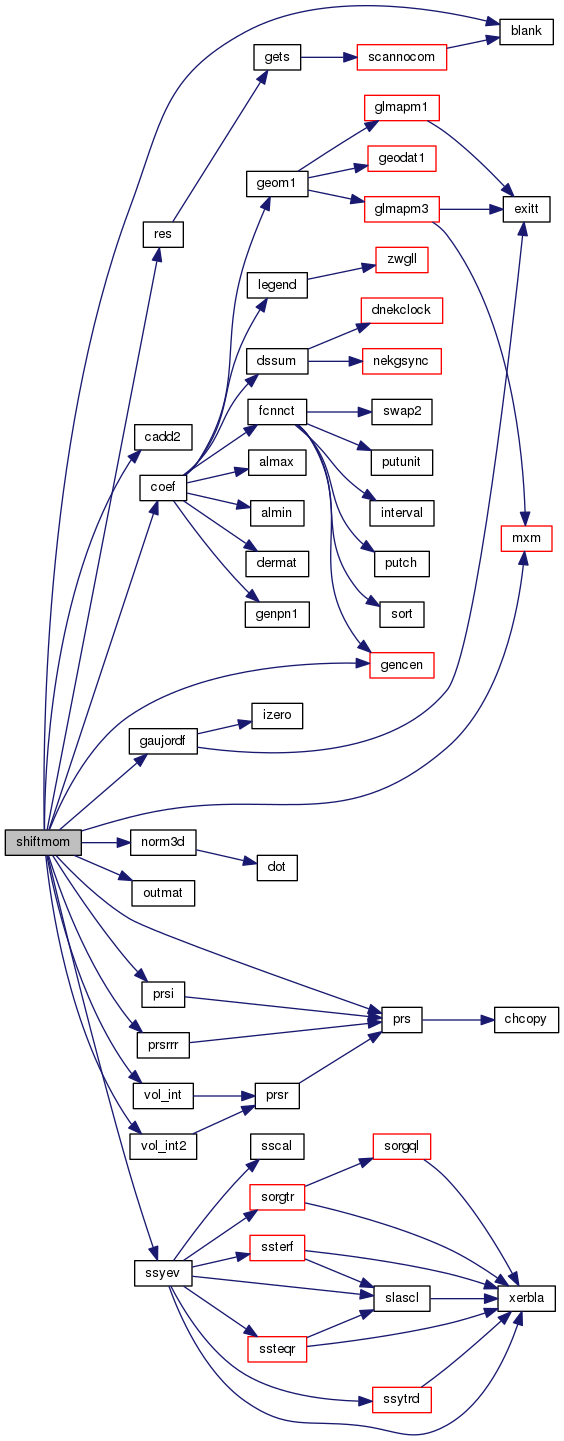 blank
gets
scannocom
glmapm1
geodat1
geom1
glmapm3
exitt
res
zwgll
legend
dnekclock
dssum
nekgsync
fcnnct
swap2
cadd2
putunit
almax
coef
almin
interval
mxm
dermat
putch
genpn1
sort
gencen
izero
gaujordf
shiftmom
norm3d
dot
outmat
prsi
prs
chcopy
prsrrr
vol_int
prsr
vol_int2
sscal
sorgql
sorgtr
ssterf
ssyev
slascl
xerbla
ssteqr
ssytrd